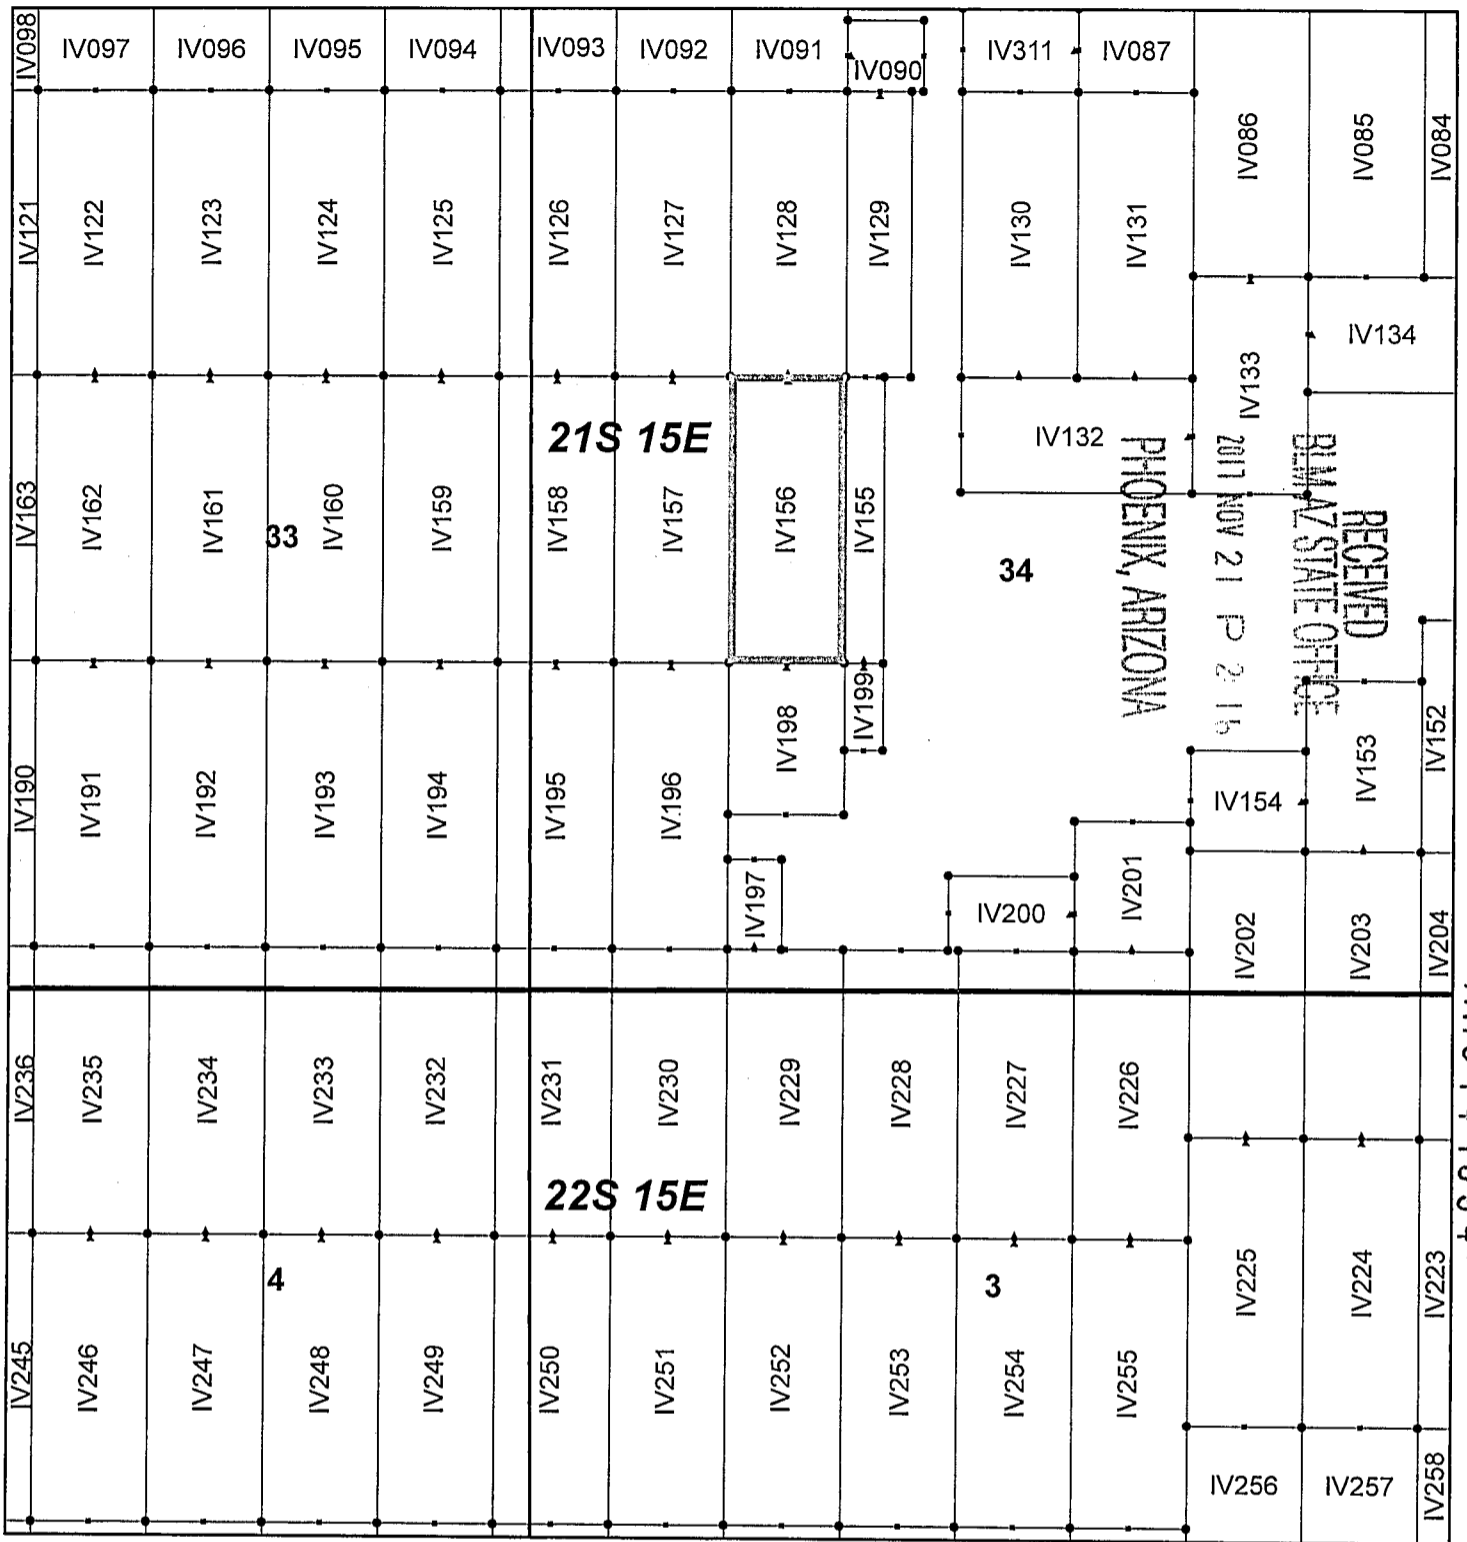 IV098 IV097 IV096 IV095 IV094 IV093 IV092 IV091 IV090 IV311 IV087
IV086 IV085 IV084
IV121 IV122 IV123 IV124 IV125 IV126 IV127 IV128 IV129 IV130 IV131
IV133 IV134
21S 15E
IV132
IV163 IV162 IV161 IV160 IV159 IV158 IV157 IV156 IV155
33
34
RECEIVED
BLM AZ STATE OFFICE
2017 NOV 21 P 2:16
PHOENIX, ARIZONA
IV199
IV198
IV152
IV153
IV154
IV190 IV191 IV192 IV193 IV194 IV195 IV196
IV197
IV200
IV201
IV202 IV203 IV204
IV236 IV235 IV234 IV233 IV232 IV231 IV230 IV229 IV228 IV227 IV226
22S 15E
4
3
IV225 IV224 IV223
IV245 IV246 IV247 IV248 IV249 IV250 IV251 IV252 IV253 IV254 IV255
IV256 IV257 IV258